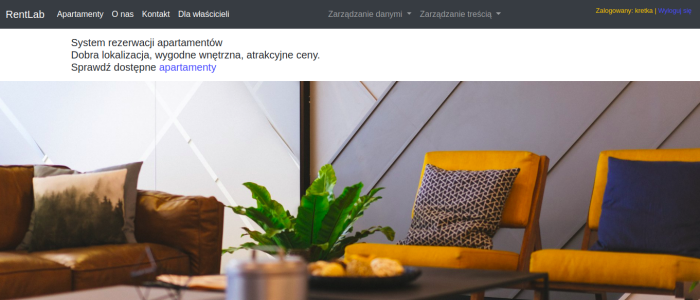 RentLab Apartamenty O nas Kontakt Dla właścicieli Zarządzanie danymi Zarządzanie treścią Zalogowany: kretka | Wyloguj się
System rezerwacji apartamentów
Dobra lokalizacja, wygodne wnętrzna, atrakcyjne ceny.
Sprawdź dostępne apartamenty